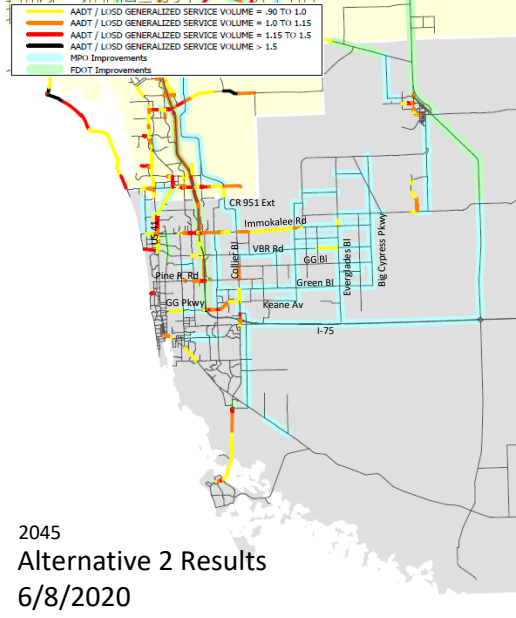 AADT / LOSD GENERALIZED SERVICE VOLUME = .90 TO 1.0
AADT / LOSD GENERALIZED SERVICE VOLUME = 1.0 TO 1.15
AADT / LOSD GENERALIZED SERVICE VOLUME = 1.15 TO 1.5
AADT / LOSD GENERALIZED SERVICE VOLUME > 1.5
MPO Improvements
FDOT Improvements
CR 951 Ext
Immokalee Rd
US 41
VBR Rd
Collier Bl
GG Bl
Everglades Bl
Big Cypress Pkwy
Pine R. Rd
Green Bl
GG Pkwy
Keane Av
I-75
2045
Alternative 2 Results
6/8/2020